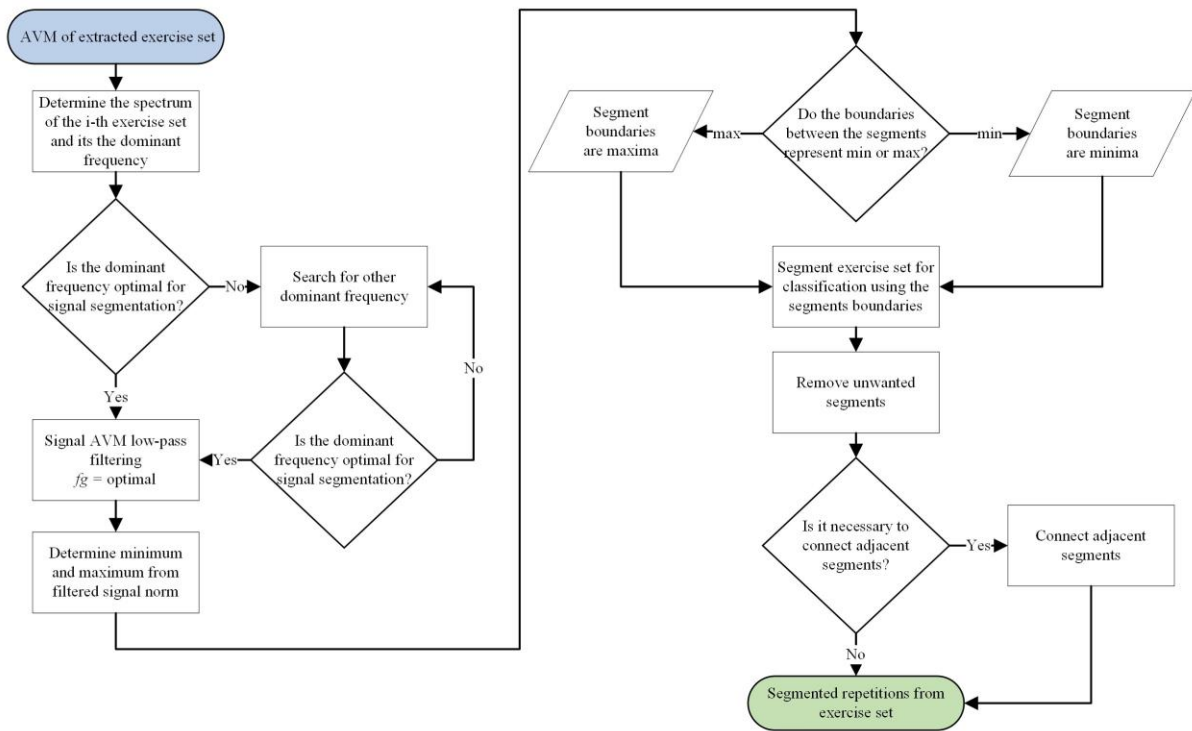 AVM of extracted exercise set
Determine the spectrum
of the i-th exercise set
and its the dominant
frequency
Is the dominant
frequency optimal for
signal segmentation?
No
Search for other
dominant frequency
No
Yes
Signal AVM low-pass
filtering
fg = optimal
Yes
Is the dominant
frequency optimal for
signal segmentation?
Determine minimum
and maximum from
filtered signal norm
Do the boundaries
between the segments
represent min or max?
max
min
Segment
boundaries
are maxima
Segment
boundaries
are minima
Segment exercise set for
classification using the
segments boundaries
Remove unwanted
segments
Is it necessary to
connect adjacent
segments?
Yes
Connect adjacent
segments
No
Segmented repetitions from
exercise set